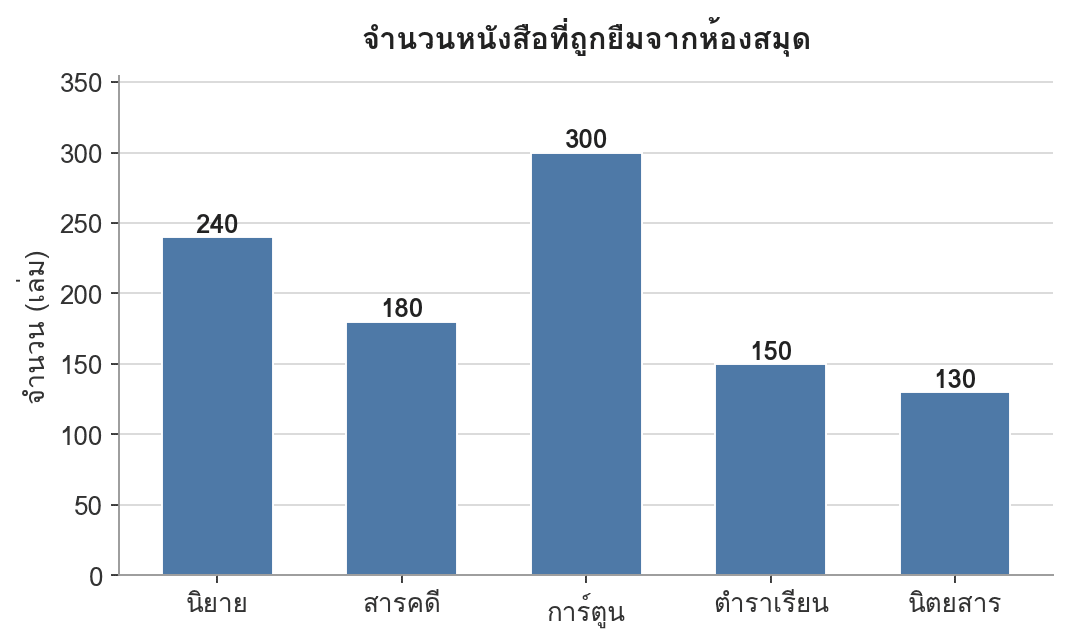 จำนวนหนังสือที่ถูกยืมจากห้องสมุด
จำนวน (เล่ม)
350
300
250
200
150
100
50
0
240
180
300
150
130
นิยาย
สารคดี
การ์ตูน
ตำราเรียน
นิตยสาร